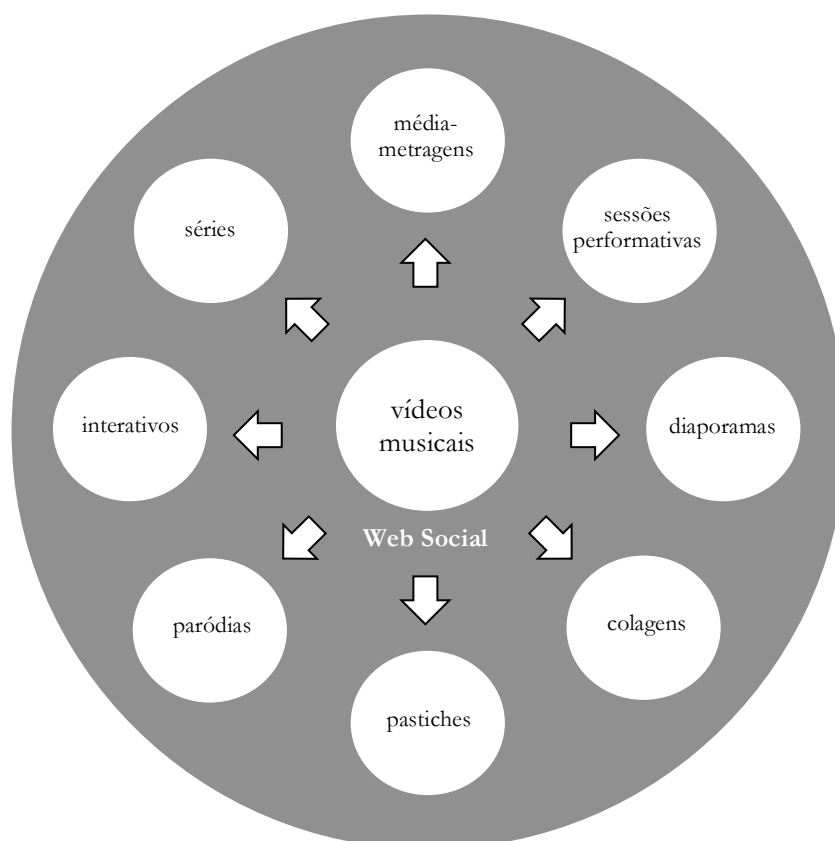 média-
metragens
séries
sessões
performativas
interativos
vídeos
musicais
diaporamas
Web Social
paródias
colagens
pastiches